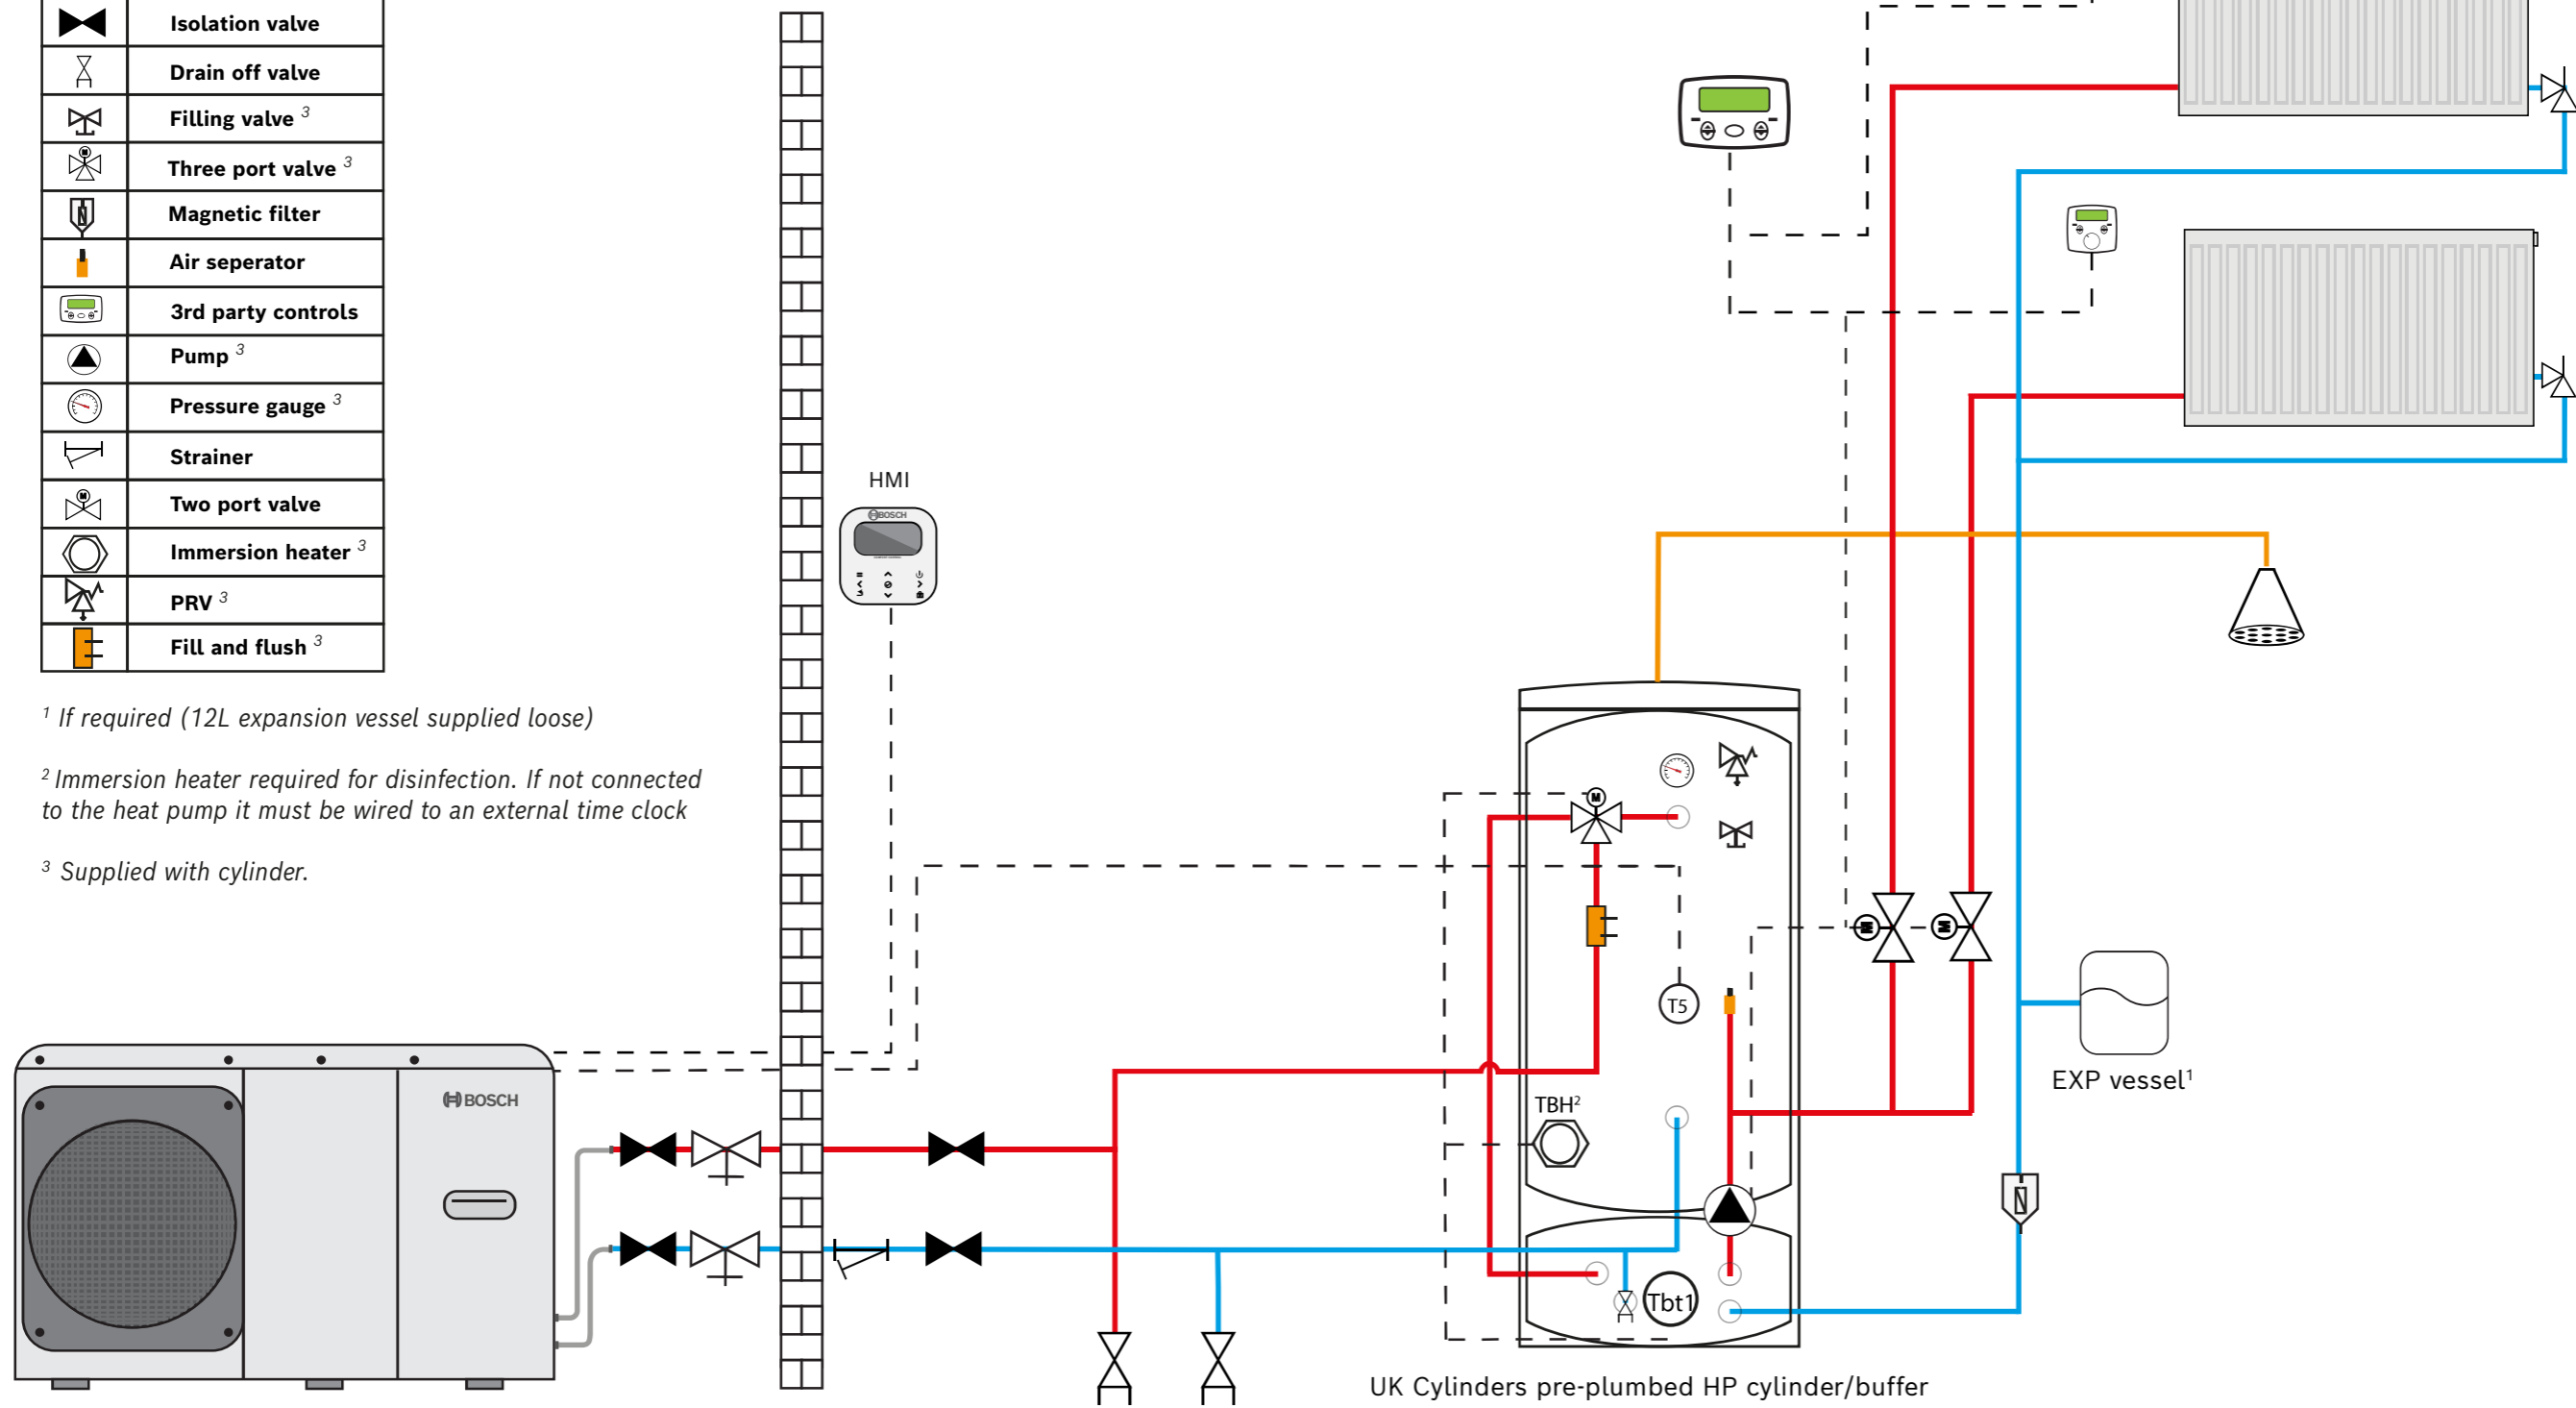 Isolation valve
Drain off valve
Filling valve 3
Three port valve 3
Magnetic filter
Air seperator
3rd party controls
Pump 3
Pressure gauge 3
Strainer
Two port valve
Immersion heater 3
PRV 3
Fill and flush 3
1 If required (12L expansion vessel supplied loose)
2 Immersion heater required for disinfection. If not connected
to the heat pump it must be wired to an external time clock
3 Supplied with cylinder.
HMI
BOSCH
BOSCH
M
T5
TBH2
Tbt1
M
M
EXP vessel1
UK Cylinders pre-plumbed HP cylinder/buffer